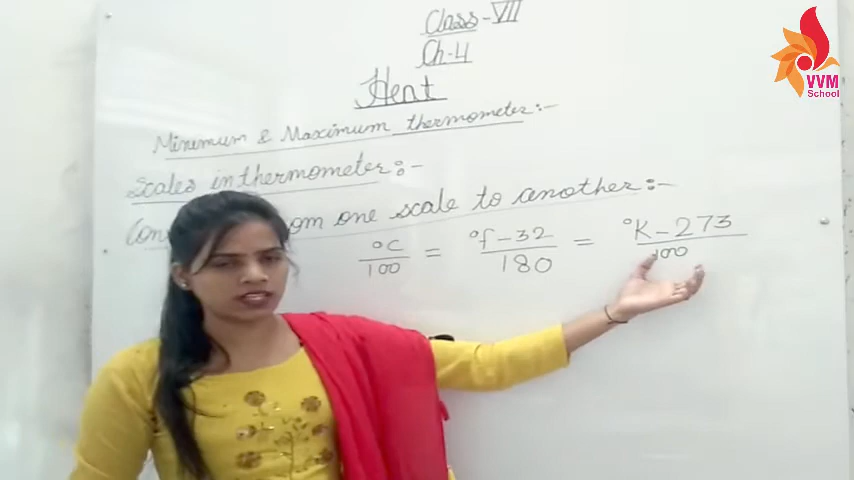 Class-VII
Ch-4
Heat
Minimum & Maximum thermometer:-
Scales in thermometer:-
om one scale to another:-
°C/100 = °f-32/180 = °K-273/100
VVM
School